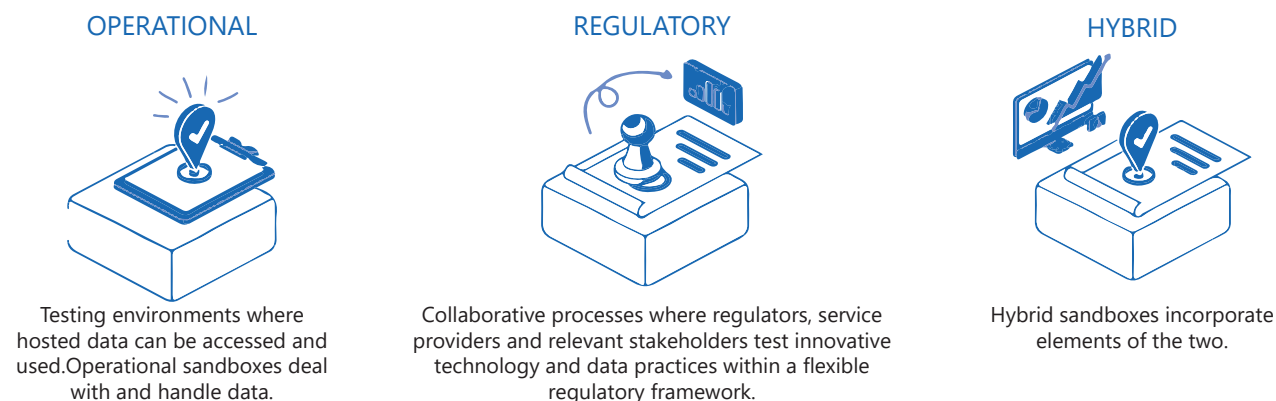 OPERATIONAL
Testing environments where
hosted data can be accessed and
used.Operational sandboxes deal
with and handle data.
REGULATORY
Collaborative processes where regulators, service
providers and relevant stakeholders test innovative
technology and data practices within a flexible
regulatory framework.
HYBRID
Hybrid sandboxes incorporate
elements of the two.